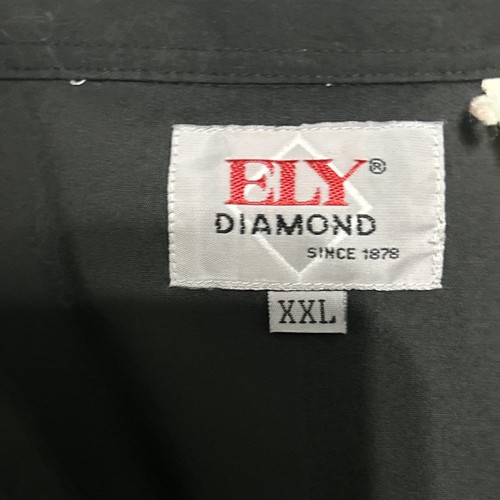 ELY®
DIAMOND
SINCE 1878
XXL